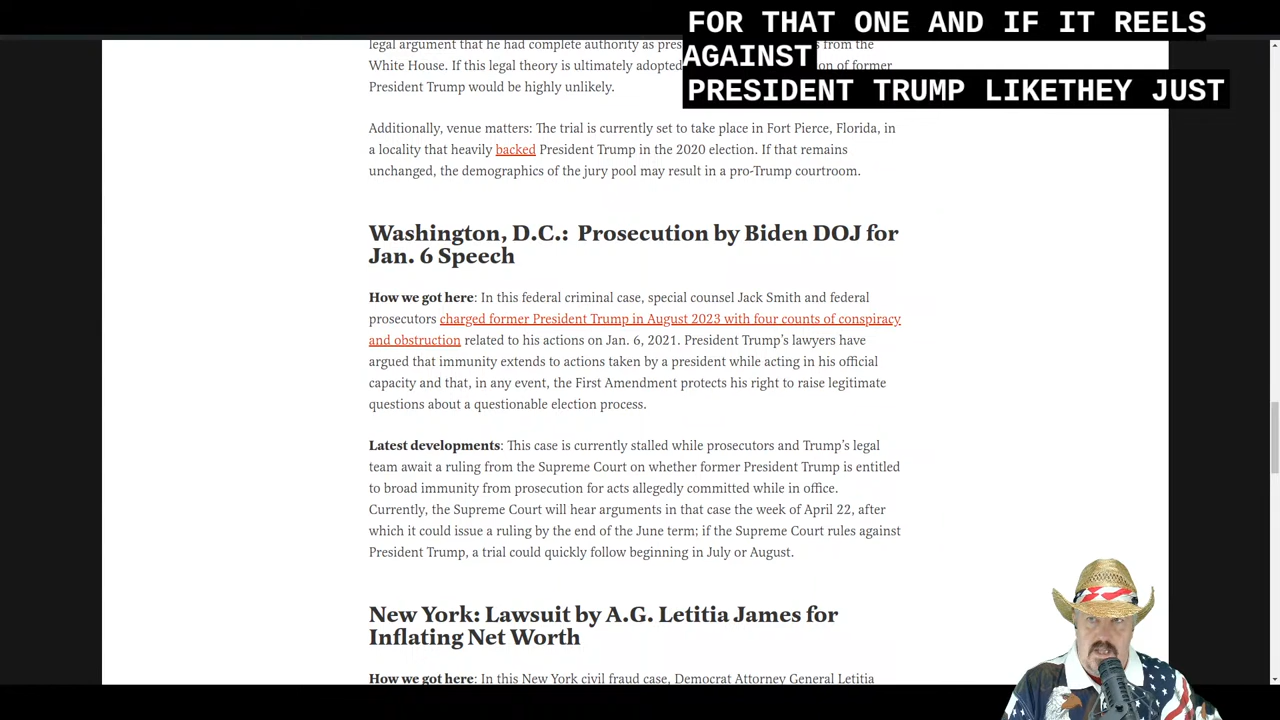 FOR THAT ONE AND IF IT REELS
AGAINST
PRESIDENT TRUMP LIKETHEY JUST
legal argument that he had complete authority as pres s from the
White House. If this legal theory is ultimately adopted on of former
President Trump would be highly unlikely.
Additionally, venue matters: The trial is currently set to take place in Fort Pierce, Florida, in
a locality that heavily backed President Trump in the 2020 election. If that remains
unchanged, the demographics of the jury pool may result in a pro-Trump courtroom.
Washington, D.C.: Prosecution by Biden DOJ for
Jan. 6 Speech
How we got here: In this federal criminal case, special counsel Jack Smith and federal
prosecutors charged former President Trump in August 2023 with four counts of conspiracy
and obstruction related to his actions on Jan. 6, 2021. President Trump’s lawyers have
argued that immunity extends to actions taken by a president while acting in his official
capacity and that, in any event, the First Amendment protects his right to raise legitimate
questions about a questionable election process.
Latest developments: This case is currently stalled while prosecutors and Trump’s legal
team await a ruling from the Supreme Court on whether former President Trump is entitled
to broad immunity from prosecution for acts allegedly committed while in office.
Currently, the Supreme Court will hear arguments in that case the week of April 22, after
which it could issue a ruling by the end of the June term; if the Supreme Court rules against
President Trump, a trial could quickly follow beginning in July or August.
New York: Lawsuit by A.G. Letitia James for
Inflating Net Worth
How we got here: In this New York civil fraud case, Democrat Attorney General Letitia